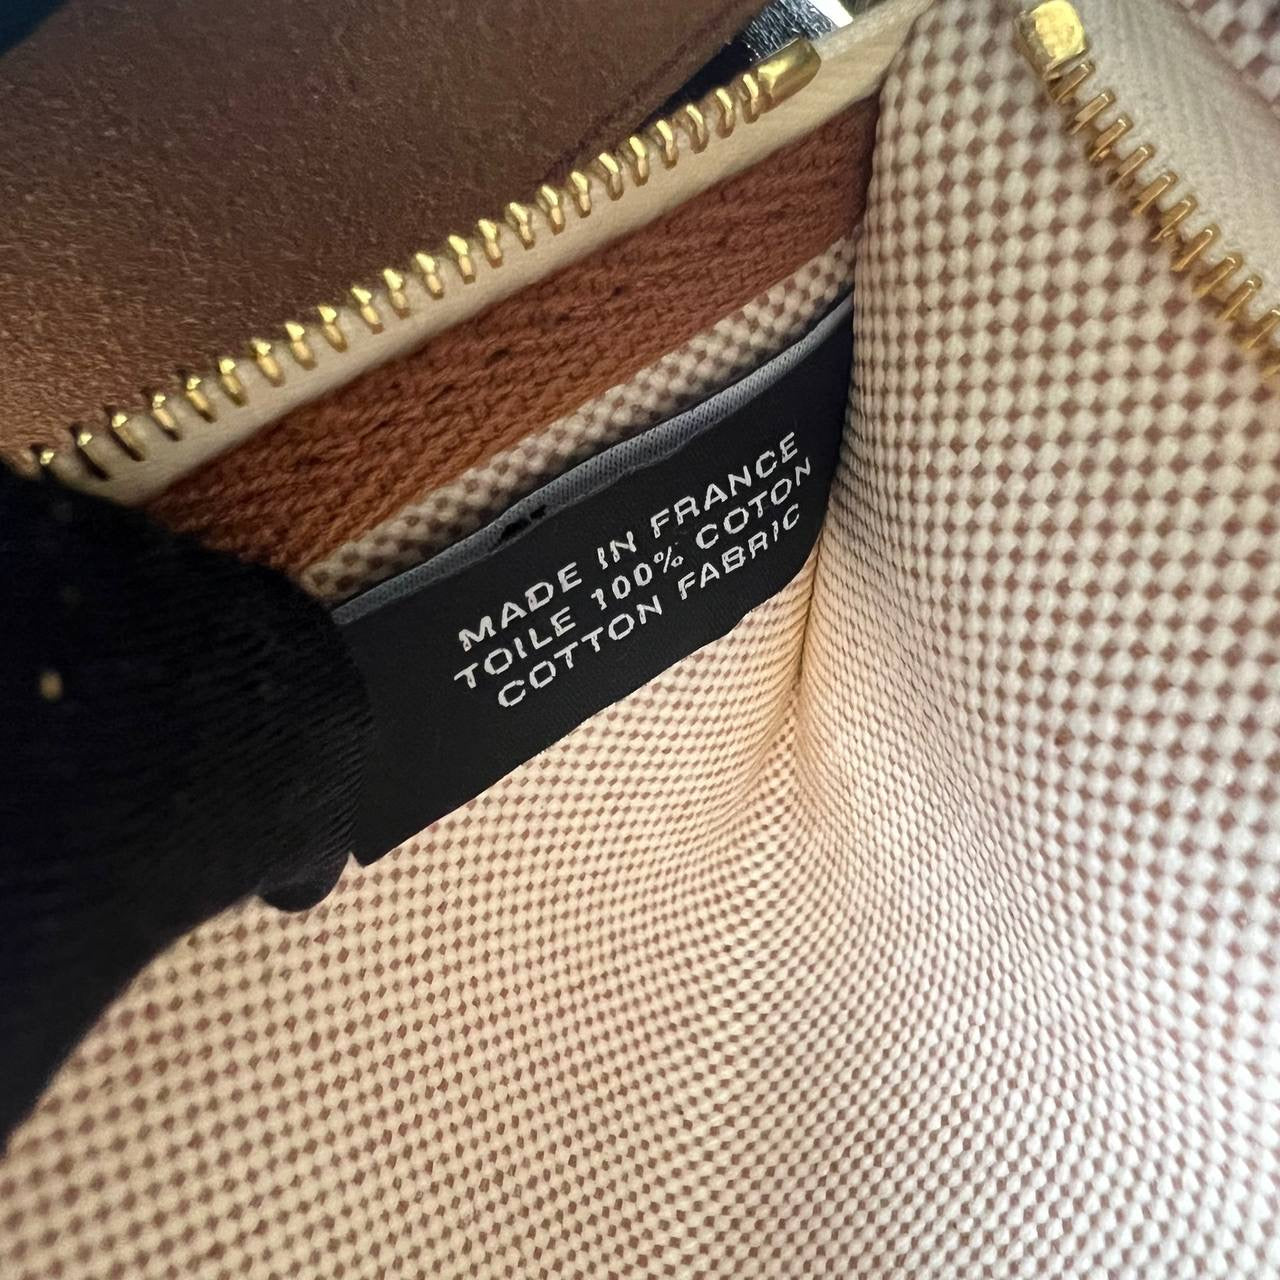 MADE IN FRANCE
TOILE 100% COTON
COTTON FABRIC